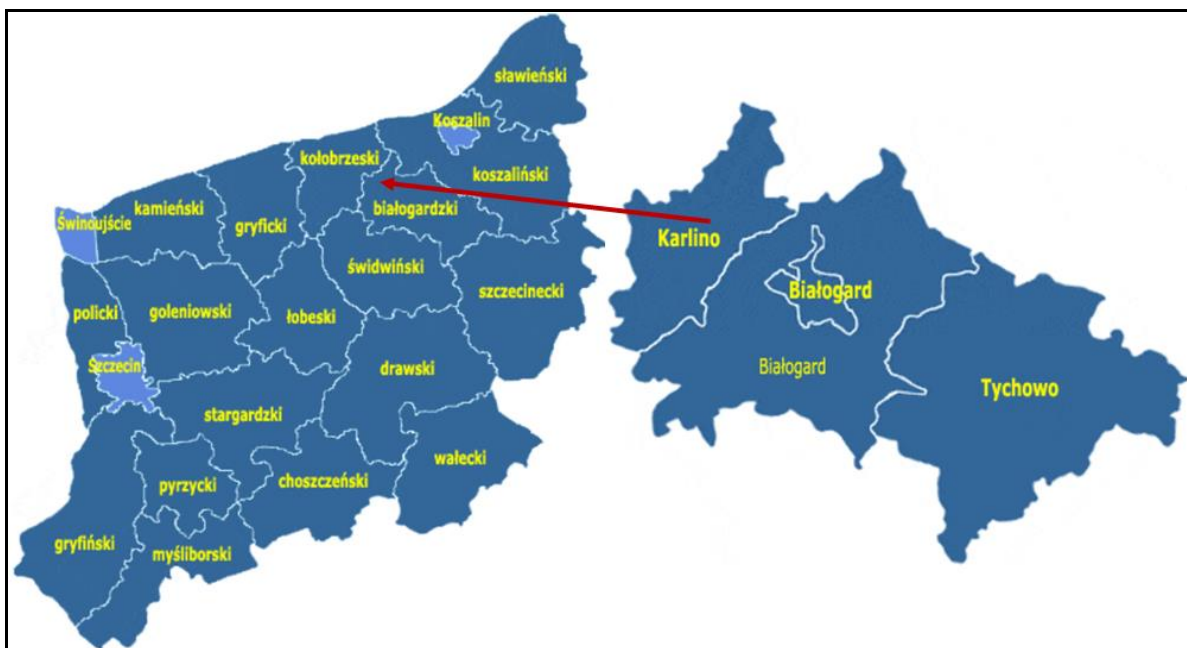 sławieński
Koszalin
kołobrzeski
koszaliński
kamieński
białogardzki
Świnoujście
gryficki
świdwiński
szczecinecki
policki
goleniowski
łobeski
Szczecin
drawski
stargardzki
wałecki
pyrzycki
choszczeński
gryfiński
myśliborski
Karlino
Białogard
Białogard
Tychowo